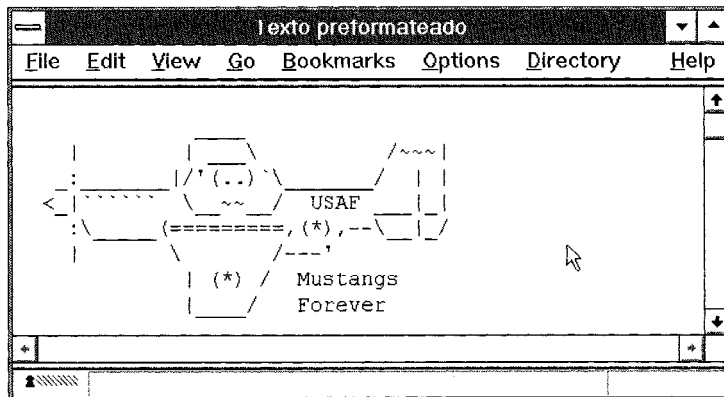 Texto preformateado
File Edit View Go Bookmarks Options Directory Help
USAF
Mustangs
Forever